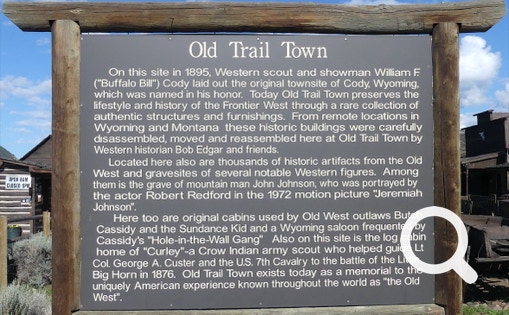 Old Trail Town
On this site in 1895, Western scout and showman William F.
("Buffalo Bill") Cody laid out the original townsite of Cody, Wyoming,
which was named in his honor. Today Old Trail Town preserves the
lifestyle and history of the Frontier West through a rare collection of
authentic structures and furnishings. From remote locations in
Wyoming and Montana these historic buildings were carefully
disassembled, moved and reassembled here at Old Trail Town by
Western historian Bob Edgar and friends.
Located here also are thousands of historic artifacts from the Old
West and gravesites of several notable Western figures. Among
them is the grave of mountain man John Johnson, who was portrayed by
the actor Robert Redford in the 1972 motion picture "Jeremiah
Johnson".
Here too are original cabins used by Old West outlaws Butch
Cassidy and the Sundance Kid and a Wyoming saloon frequented by
Cassidy's "Hole-in-the-Wall Gang" Also on this site is the log cabin
home of "Curley"-a Crow Indian army scout who helped guide Lt
Col. George A. Custer and the U.S. 7th Cavalry to the battle of the Little
Big Horn in 1876. Old Trail Town exists today as a memorial to the
uniquely American experience known throughout the world as "the Old
West".
OPEN 8AM
CLOSED 8PM